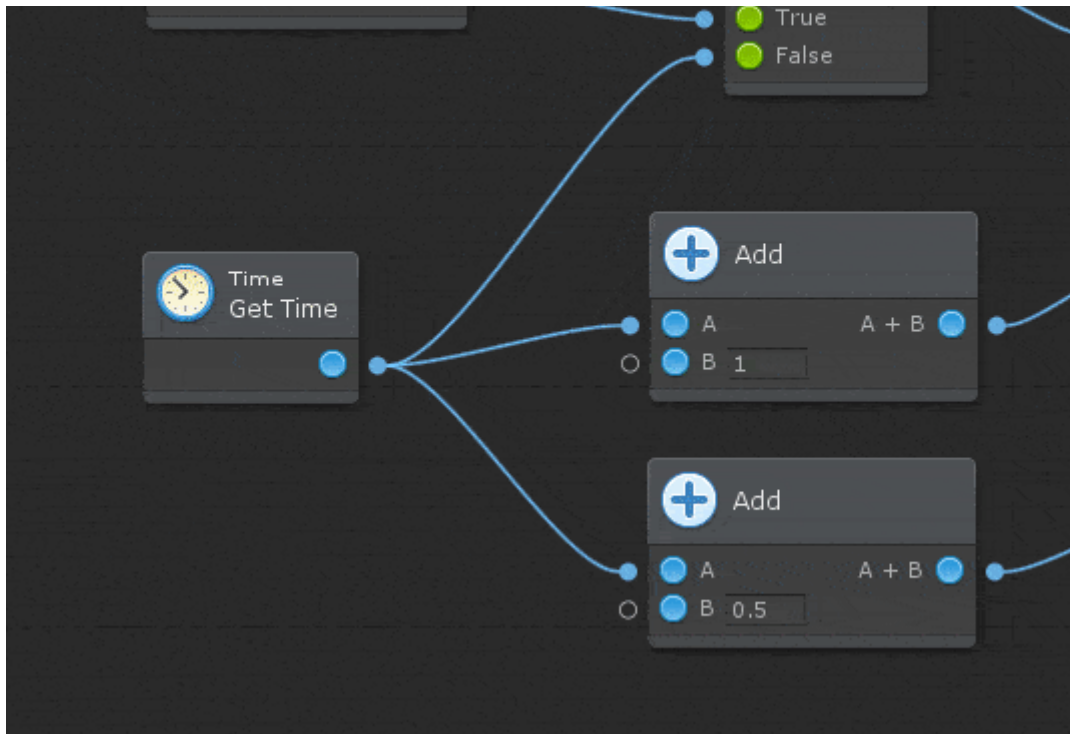 True
False
Time
Get Time
Add
A A + B
B 1
Add
A A + B
B 0.5